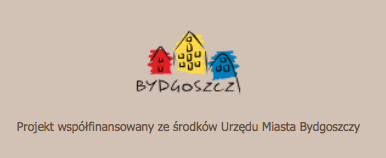 BYDGOSZCZ
Projekt współfinansowany ze środków Urzędu Miasta Bydgoszczy